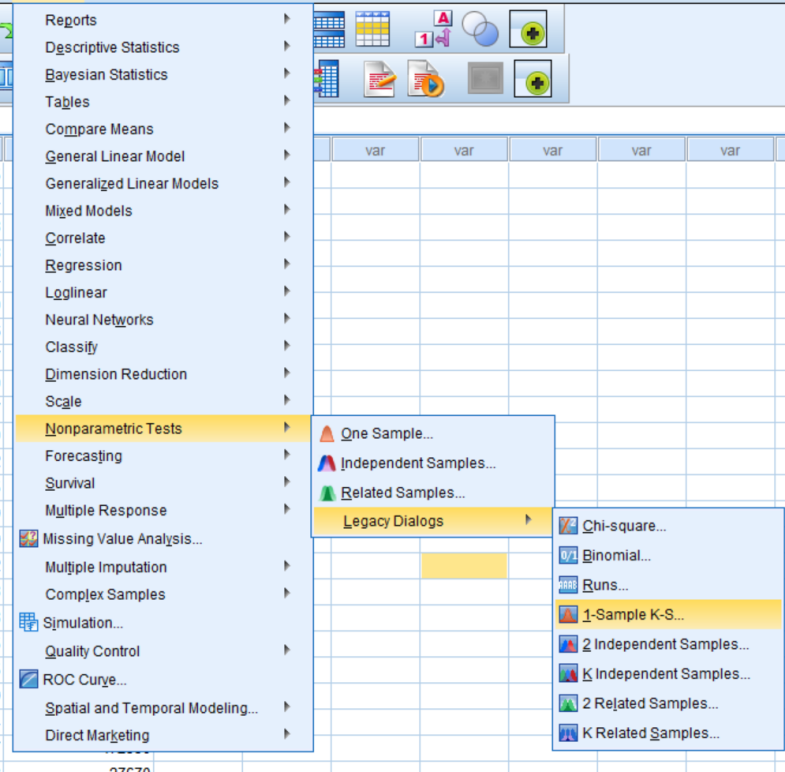 Reports
Descriptive Statistics
Bayesian Statistics
Tables
Compare Means
General Linear Model
Generalized Linear Models
Mixed Models
Correlate
Regression
Loglinear
Neural Networks
Classify
Dimension Reduction
Scale
Nonparametric Tests
Forecasting
Survival
Multiple Response
Missing Value Analysis...
Multiple Imputation
Complex Samples
Simulation...
Quality Control
ROC Curve...
Spatial and Temporal Modeling...
Direct Marketing
A
1
var var var var var
One Sample...
Independent Samples...
Related Samples...
Legacy Dialogs
Chi-square...
0/1 Binomial...
AAAB Runs...
1-Sample K-S...
2 Independent Samples...
K Independent Samples...
2 Related Samples...
K Related Samples...